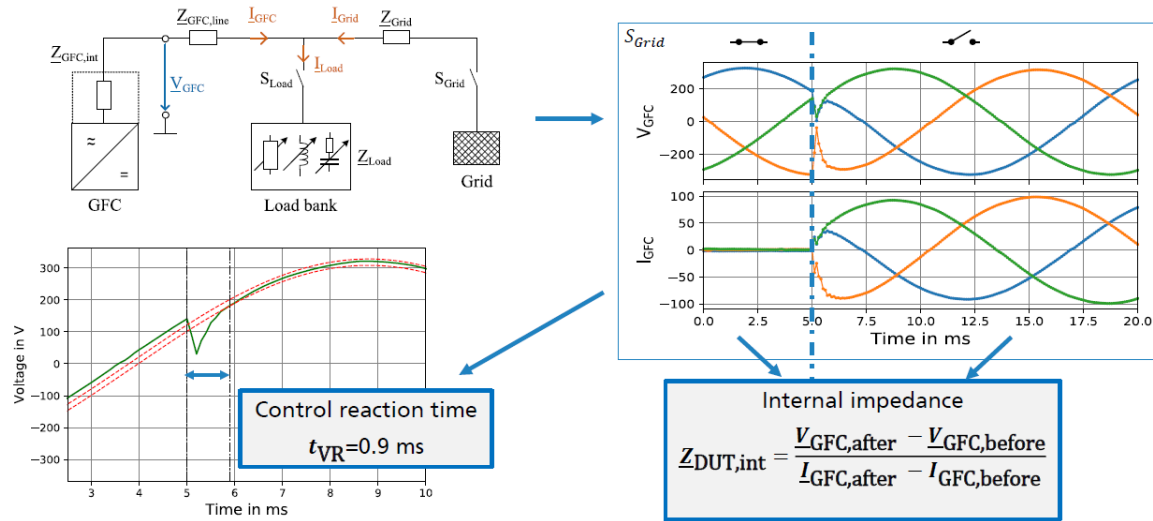 Z_GFC,line
I_GFC
I_Grid
Z_Grid
Z_GFC,int
V_GFC
S_Load
I_Load
S_Grid
≈
=
Z_Load
GFC
Load bank
Grid
S_Grid
V_GFC
200
0
−200
I_GFC
100
50
0
−50
−100
0.0 2.5 5.0 7.5 10.0 12.5 15.0 17.5 20.0
Time in ms
Voltage in V
300
200
100
0
−100
−200
−300
3 4 5 6 7 8 9 10
Time in ms
Control reaction time
t_VR=0.9 ms
Internal impedance
Z_DUT,int = (V_GFC,after − V_GFC,before) / (I_GFC,after − I_GFC,before)